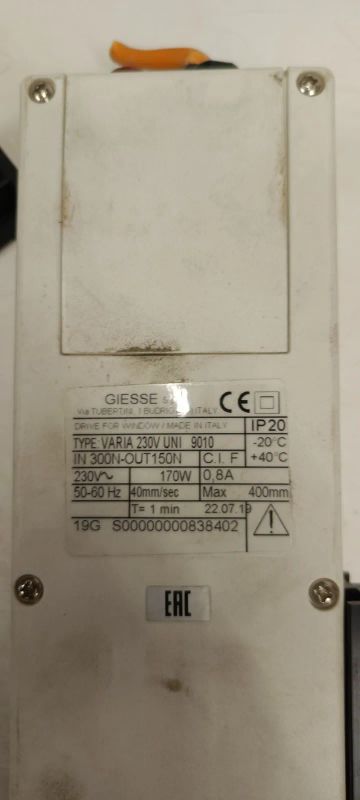 GIESSE
CE
Via TUBERTINI, 1 BUDRIO ITALY
DRIVE FOR WINDOW / MADE IN ITALY IP20
TYPE: VARIA 230V UNI 9010 -20°C
IN 300N-OUT150N C.I. F +40°C
230V~ 170W 0,8A
50-60 Hz 40mm/sec Max 400mm
T= 1 min 22.07.19
19G S00000000838402
EAC